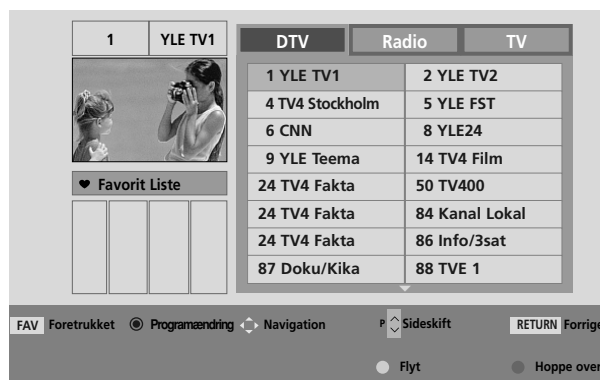 1 YLE TV1
DTV Radio TV
1 YLE TV1 2 YLE TV2
4 TV4 Stockholm 5 YLE FST
6 CNN 8 YLE24
9 YLE Teema 14 TV4 Film
♥ Favorit Liste
24 TV4 Fakta 50 TV400
24 TV4 Fakta 84 Kanal Lokal
24 TV4 Fakta 86 Info/3sat
87 Doku/Kika 88 TVE 1
FAV Foretrukket Programændring Navigation P Sideskift RETURN Forrige
Flyt Hoppe over